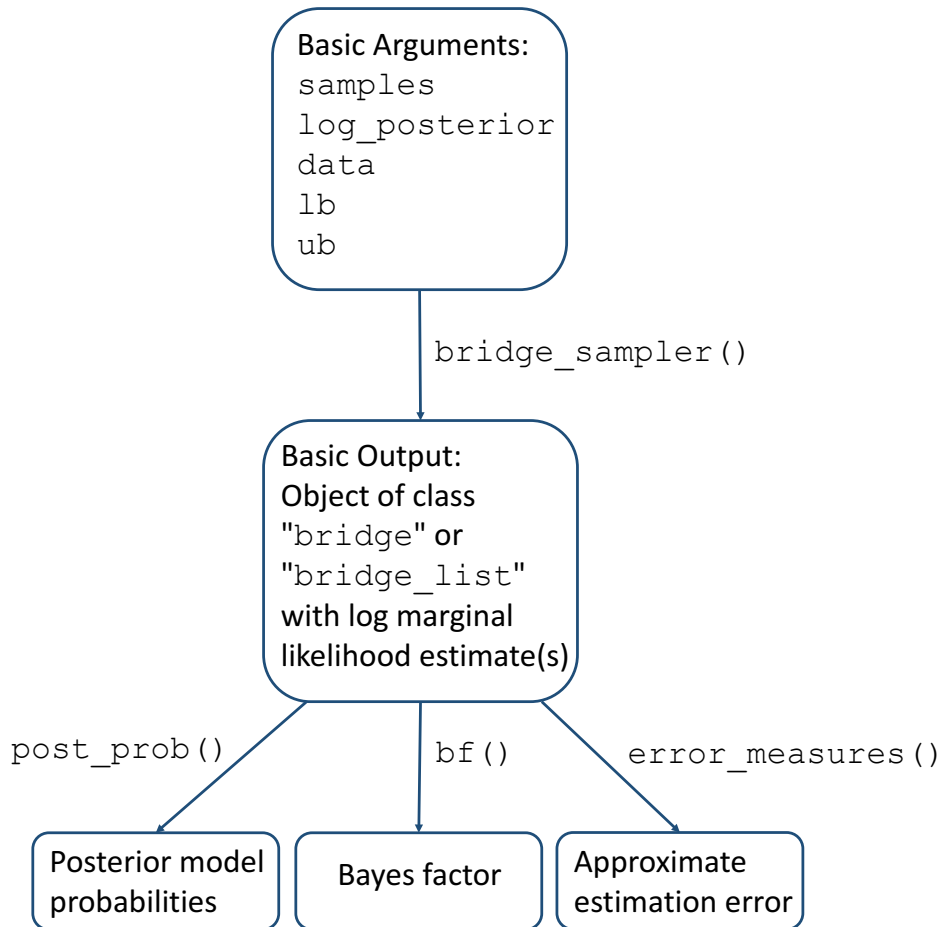 Basic Arguments:
samples
log_posterior
data
lb
ub
bridge_sampler()
Basic Output:
Object of class
"bridge" or
"bridge_list"
with log marginal
likelihood estimate(s)
post_prob()
bf()
error_measures()
Posterior model
probabilities
Bayes factor
Approximate
estimation error